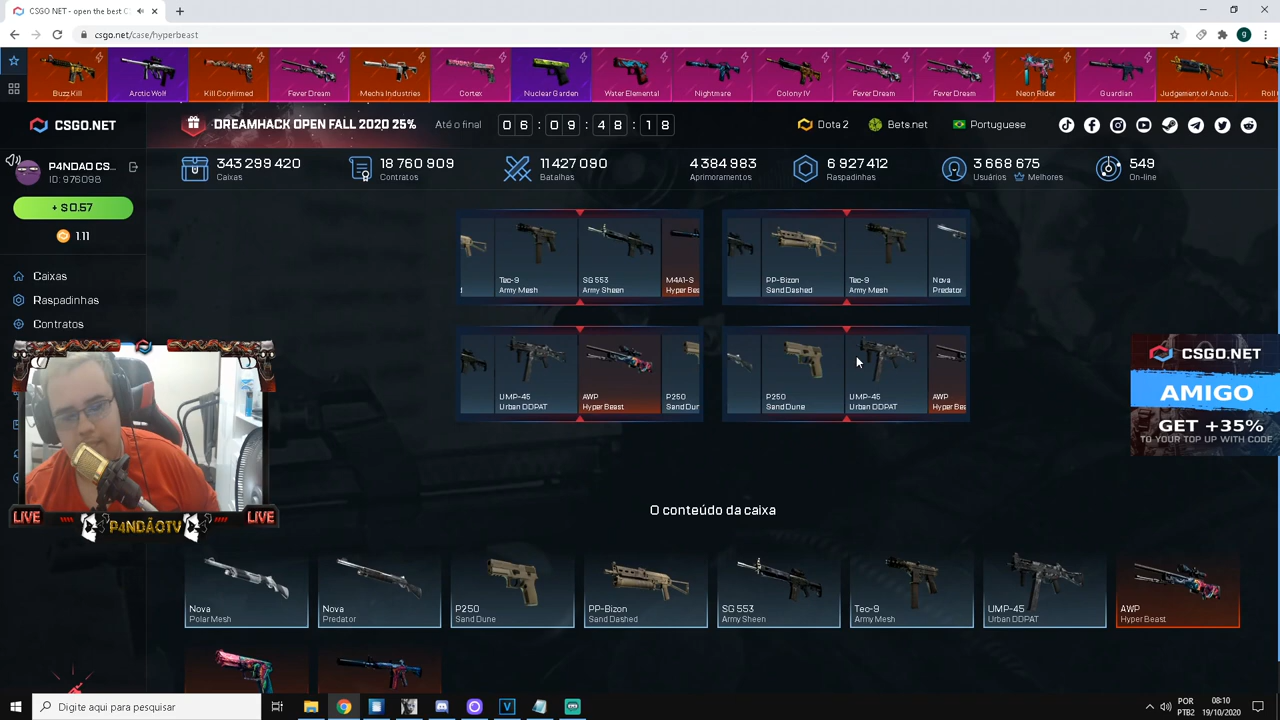 CSGO NET - open the best C
csgo.net/case/hyperbeast
Buzz Kill
Arctic Wolf
Kill Confirmed
Fever Dream
Mecha Industries
Cortex
Nuclear Garden
Water Elemental
Nightmare
Colony IV
Fever Dream
Fever Dream
Neon Rider
Guardian
Judgement of Anub...
Roll
CSGO.NET
DREAMHACK OPEN FALL 2020 25%
Até o final
0 6 : 0 9 : 4 8 : 1 8
Dota 2
Bets.net
Portuguese
P4NDAO CS...
ID: 976098
343 299 420
Caixas
18 760 909
Contratos
11 427 090
Batalhas
4 384 983
Aprimoramentos
6 927 412
Raspadinhas
3 668 675
Usuários
Melhores
549
On-line
+ $ 0.57
1.11
Caixas
Raspadinhas
Contratos
Tec-9
Army Mesh
SG 553
Army Sheen
M4A1-S
Hyper Bea
PP-Bizon
Sand Dashed
Tec-9
Army Mesh
Nova
Predator
UMP-45
Urban DDPAT
AWP
Hyper Beast
P250
Sand Dun
P250
Sand Dune
UMP-45
Urban DDPAT
AWP
Hyper Bea
CSGO.NET
AMIGO
GET +35%
TO YOUR TOP UP WITH CODE
LIVE
P4NDÃOTV
LIVE
O conteúdo da caixa
Nova
Polar Mesh
Nova
Predator
P250
Sand Dune
PP-Bizon
Sand Dashed
SG 553
Army Sheen
Tec-9
Army Mesh
UMP-45
Urban DDPAT
AWP
Hyper Beast
Digite aqui para pesquisar
POR
PTB2
08:10
19/10/2020